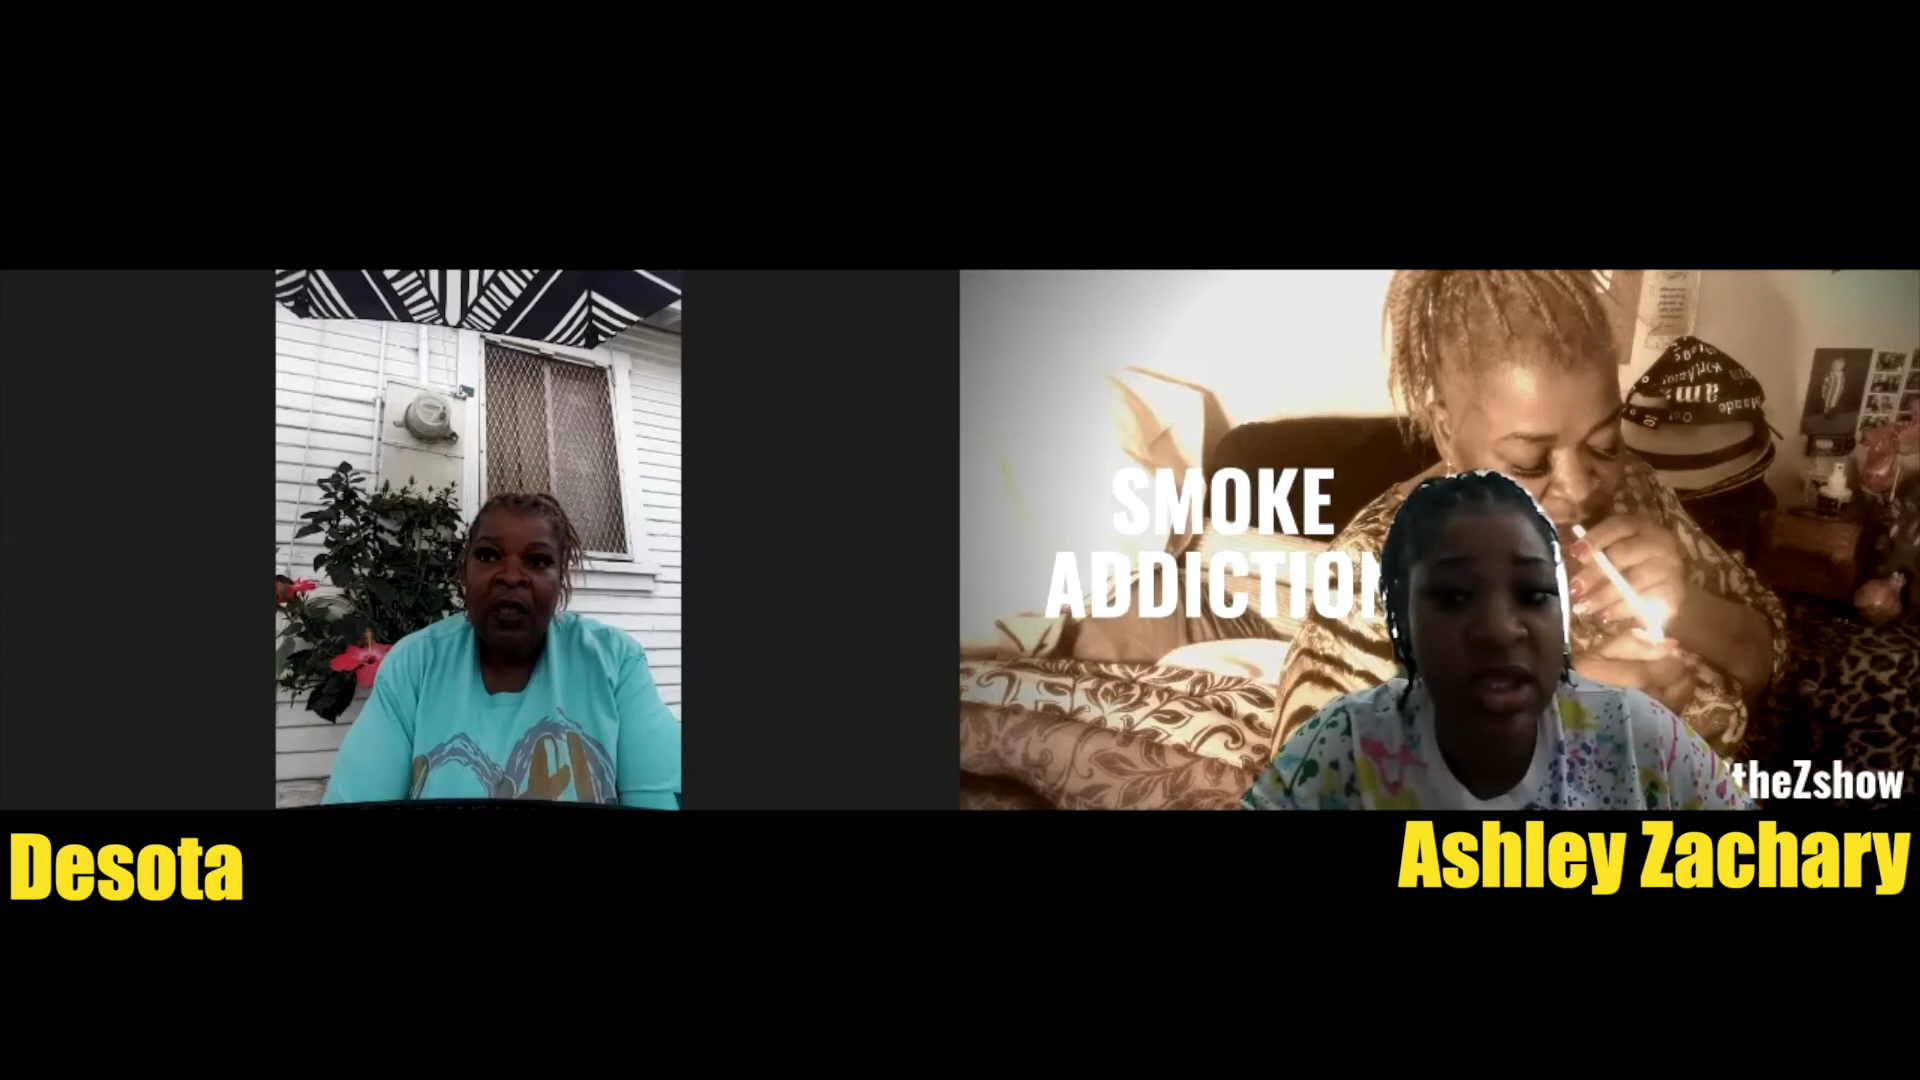 SMOKE
ADDICTION
theZshow
Desota
Ashley Zachary